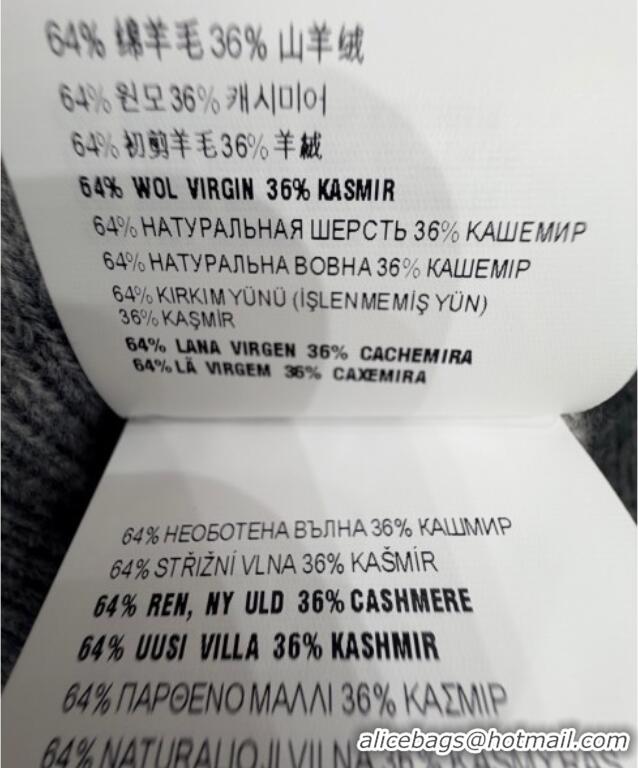 64% 绵羊毛 36% 山羊绒
64% 원모 36% 캐시미어
64% 初剪羊毛 36% 羊絨
64% WOL VIRGIN 36% KASMIR
64% НАТУРАЛЬНАЯ ШЕРСТЬ 36% КАШЕМИР
64% НАТУРАЛЬНА ВОВНА 36% КАШЕМІР
64% KIRKIM YÜNÜ (İŞLENMEMİŞ YÜN)
36% KAŞMİR
64% LANA VIRGEN 36% CACHEMIRA
64% LÃ VIRGEM 36% CAXEMIRA
64% НЕОБОТЕНА ВЪЛНА 36% КАШМИР
64% STŘIŽNÍ VLNA 36% KAŠMÍR
64% REN, NY ULD 36% CASHMERE
64% UUSI VILLA 36% KASHMIR
64% ΠΑΡΘΕΝΟ ΜΑΛΛΙ 36% ΚΑΣΜΙΡ
64% NATURALIOJI VILNA 36%
alicebags@hotmail.com